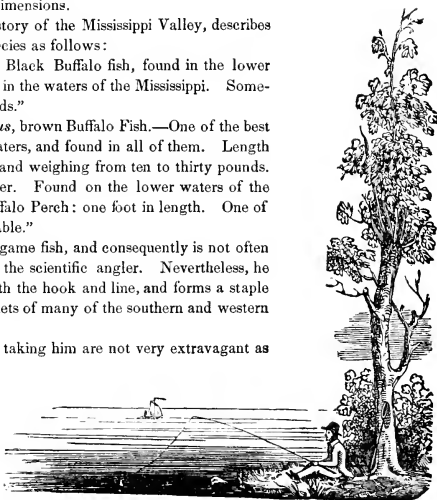 imensions.
story of the Mississippi Valley, describes
ecies as follows:
Black Buffalo fish, found in the lower
in the waters of the Mississippi. Some-
ds."
us, brown Buffalo Fish.—One of the best
aters, and found in all of them. Length
and weighing from ten to thirty pounds.
er. Found on the lower waters of the
ffalo Perch: one foot in length. One of
able."
game fish, and consequently is not often
the scientific angler. Nevertheless, he
th the hook and line, and forms a staple
ets of many of the southern and western
taking him are not very extravagant as